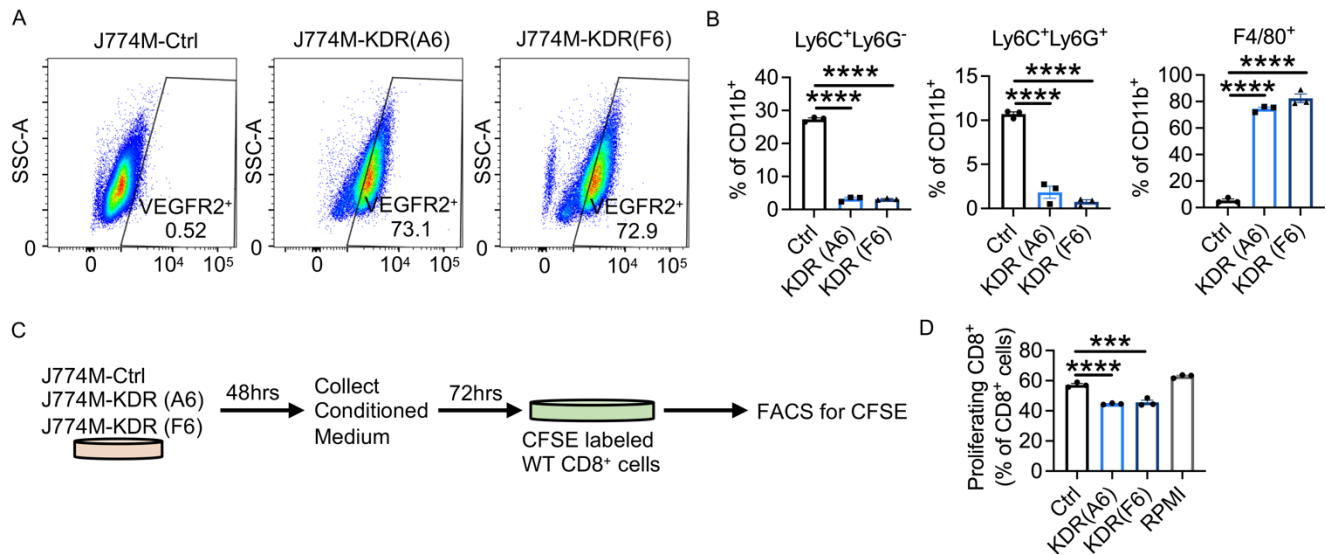 A
J774M-Ctrl
J774M-KDR(A6)
J774M-KDR(F6)
SSC-A
0
VEGFR2⁺
0.52
0
10⁴
10⁵
SSC-A
0
VEGFR2⁺
73.1
0
10⁴
10⁵
SSC-A
0
VEGFR2⁺
72.9
0
10⁴
10⁵
B
Ly6C⁺Ly6G⁻
% of CD11b⁺
40
30
20
10
0
****
****
Ctrl
KDR (A6)
KDR (F6)
Ly6C⁺Ly6G⁺
% of CD11b⁺
15
10
5
0
****
****
Ctrl
KDR (A6)
KDR (F6)
F4/80⁺
% of CD11b⁺
100
80
60
40
20
0
****
****
Ctrl
KDR (A6)
KDR (F6)
C
J774M-Ctrl
J774M-KDR (A6)
J774M-KDR (F6)
48hrs
Collect
Conditioned
Medium
72hrs
CFSE labeled
WT CD8⁺ cells
FACS for CFSE
D
Proliferating CD8⁺
(% of CD8⁺ cells)
80
60
40
20
0
***
****
Ctrl
KDR(A6)
KDR(F6)
RPMI